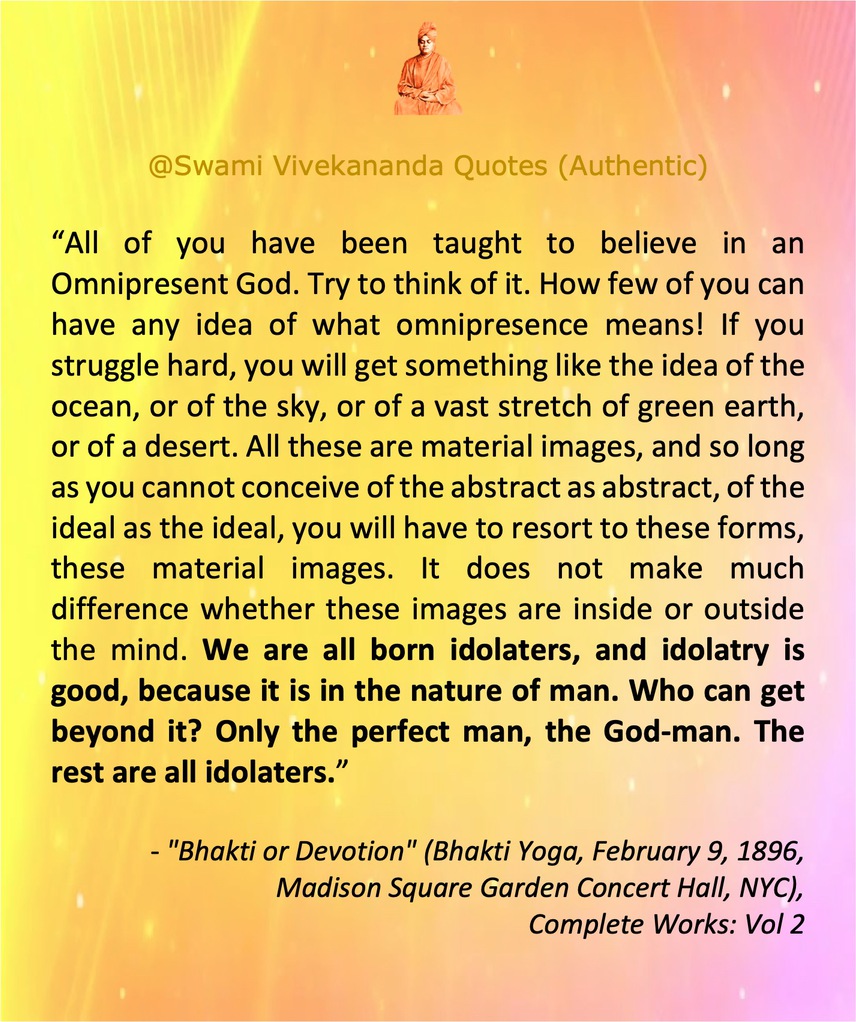 @Swami Vivekananda Quotes (Authentic)
“All of you have been taught to believe in an
Omnipresent God. Try to think of it. How few of you can
have any idea of what omnipresence means! If you
struggle hard, you will get something like the idea of the
ocean, or of the sky, or of a vast stretch of green earth,
or of a desert. All these are material images, and so long
as you cannot conceive of the abstract as abstract, of the
ideal as the ideal, you will have to resort to these forms,
these material images. It does not make much
difference whether these images are inside or outside
the mind. We are all born idolaters, and idolatry is
good, because it is in the nature of man. Who can get
beyond it? Only the perfect man, the God-man. The
rest are all idolaters.”
- "Bhakti or Devotion" (Bhakti Yoga, February 9, 1896,
Madison Square Garden Concert Hall, NYC),
Complete Works: Vol 2